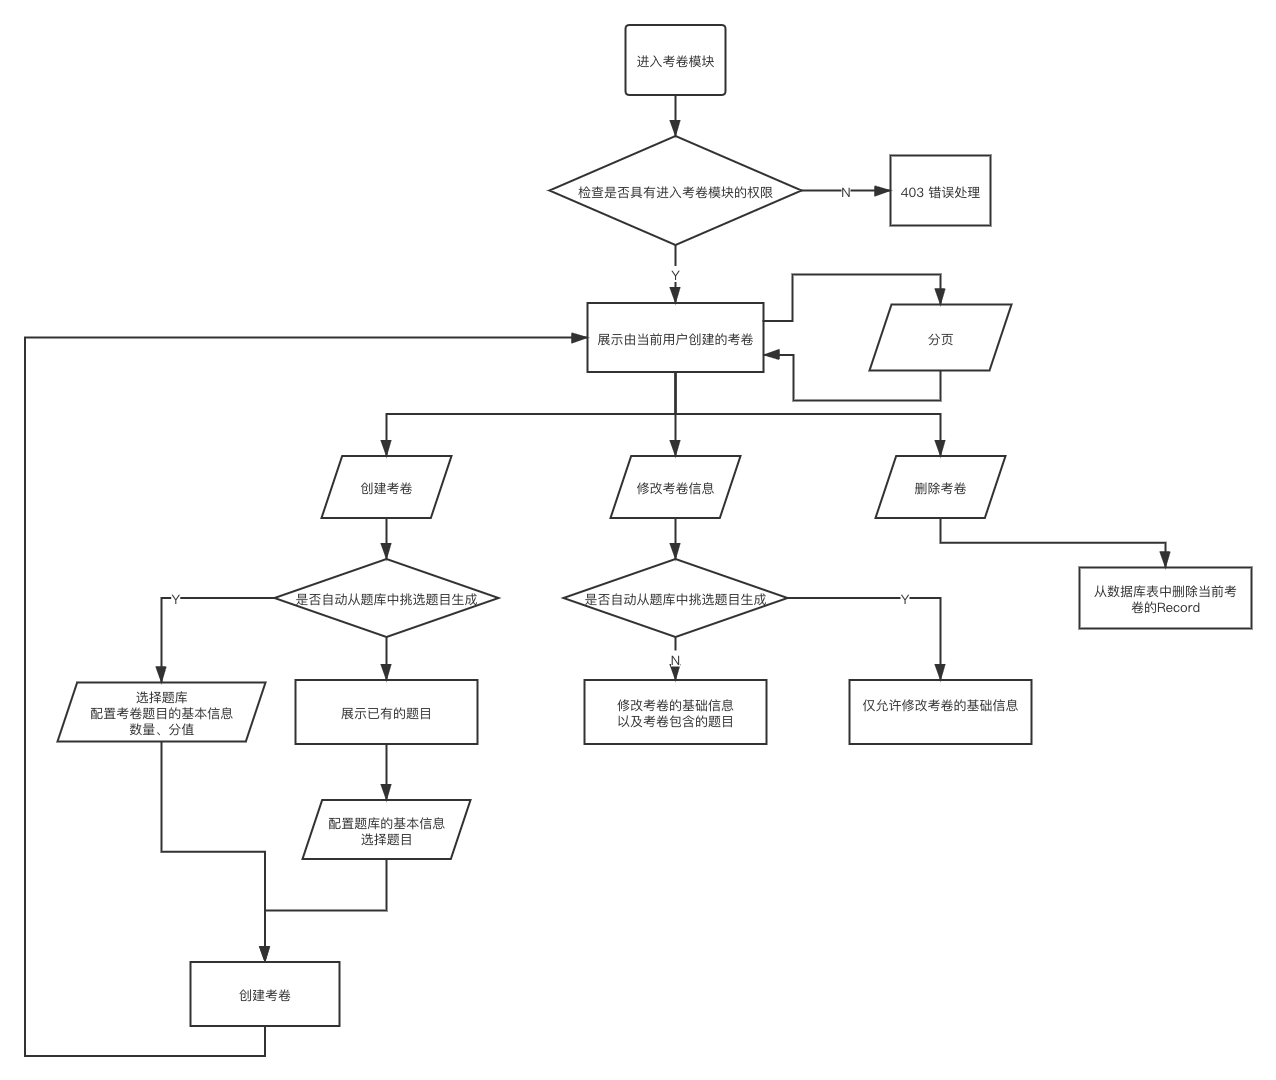 进入考卷模块
检查是否具有进入考卷模块的权限
N
403 错误处理
Y
展示由当前用户创建的考卷
分页
创建考卷
修改考卷信息
删除考卷
是否自动从题库中挑选题目生成
Y
是否自动从题库中挑选题目生成
Y
N
从数据库表中删除当前考
卷的Record
选择题库
配置考卷题目的基本信息
数量、分值
展示已有的题目
修改考卷的基础信息
以及考卷包含的题目
仅允许修改考卷的基础信息
配置题库的基本信息
选择题目
创建考卷